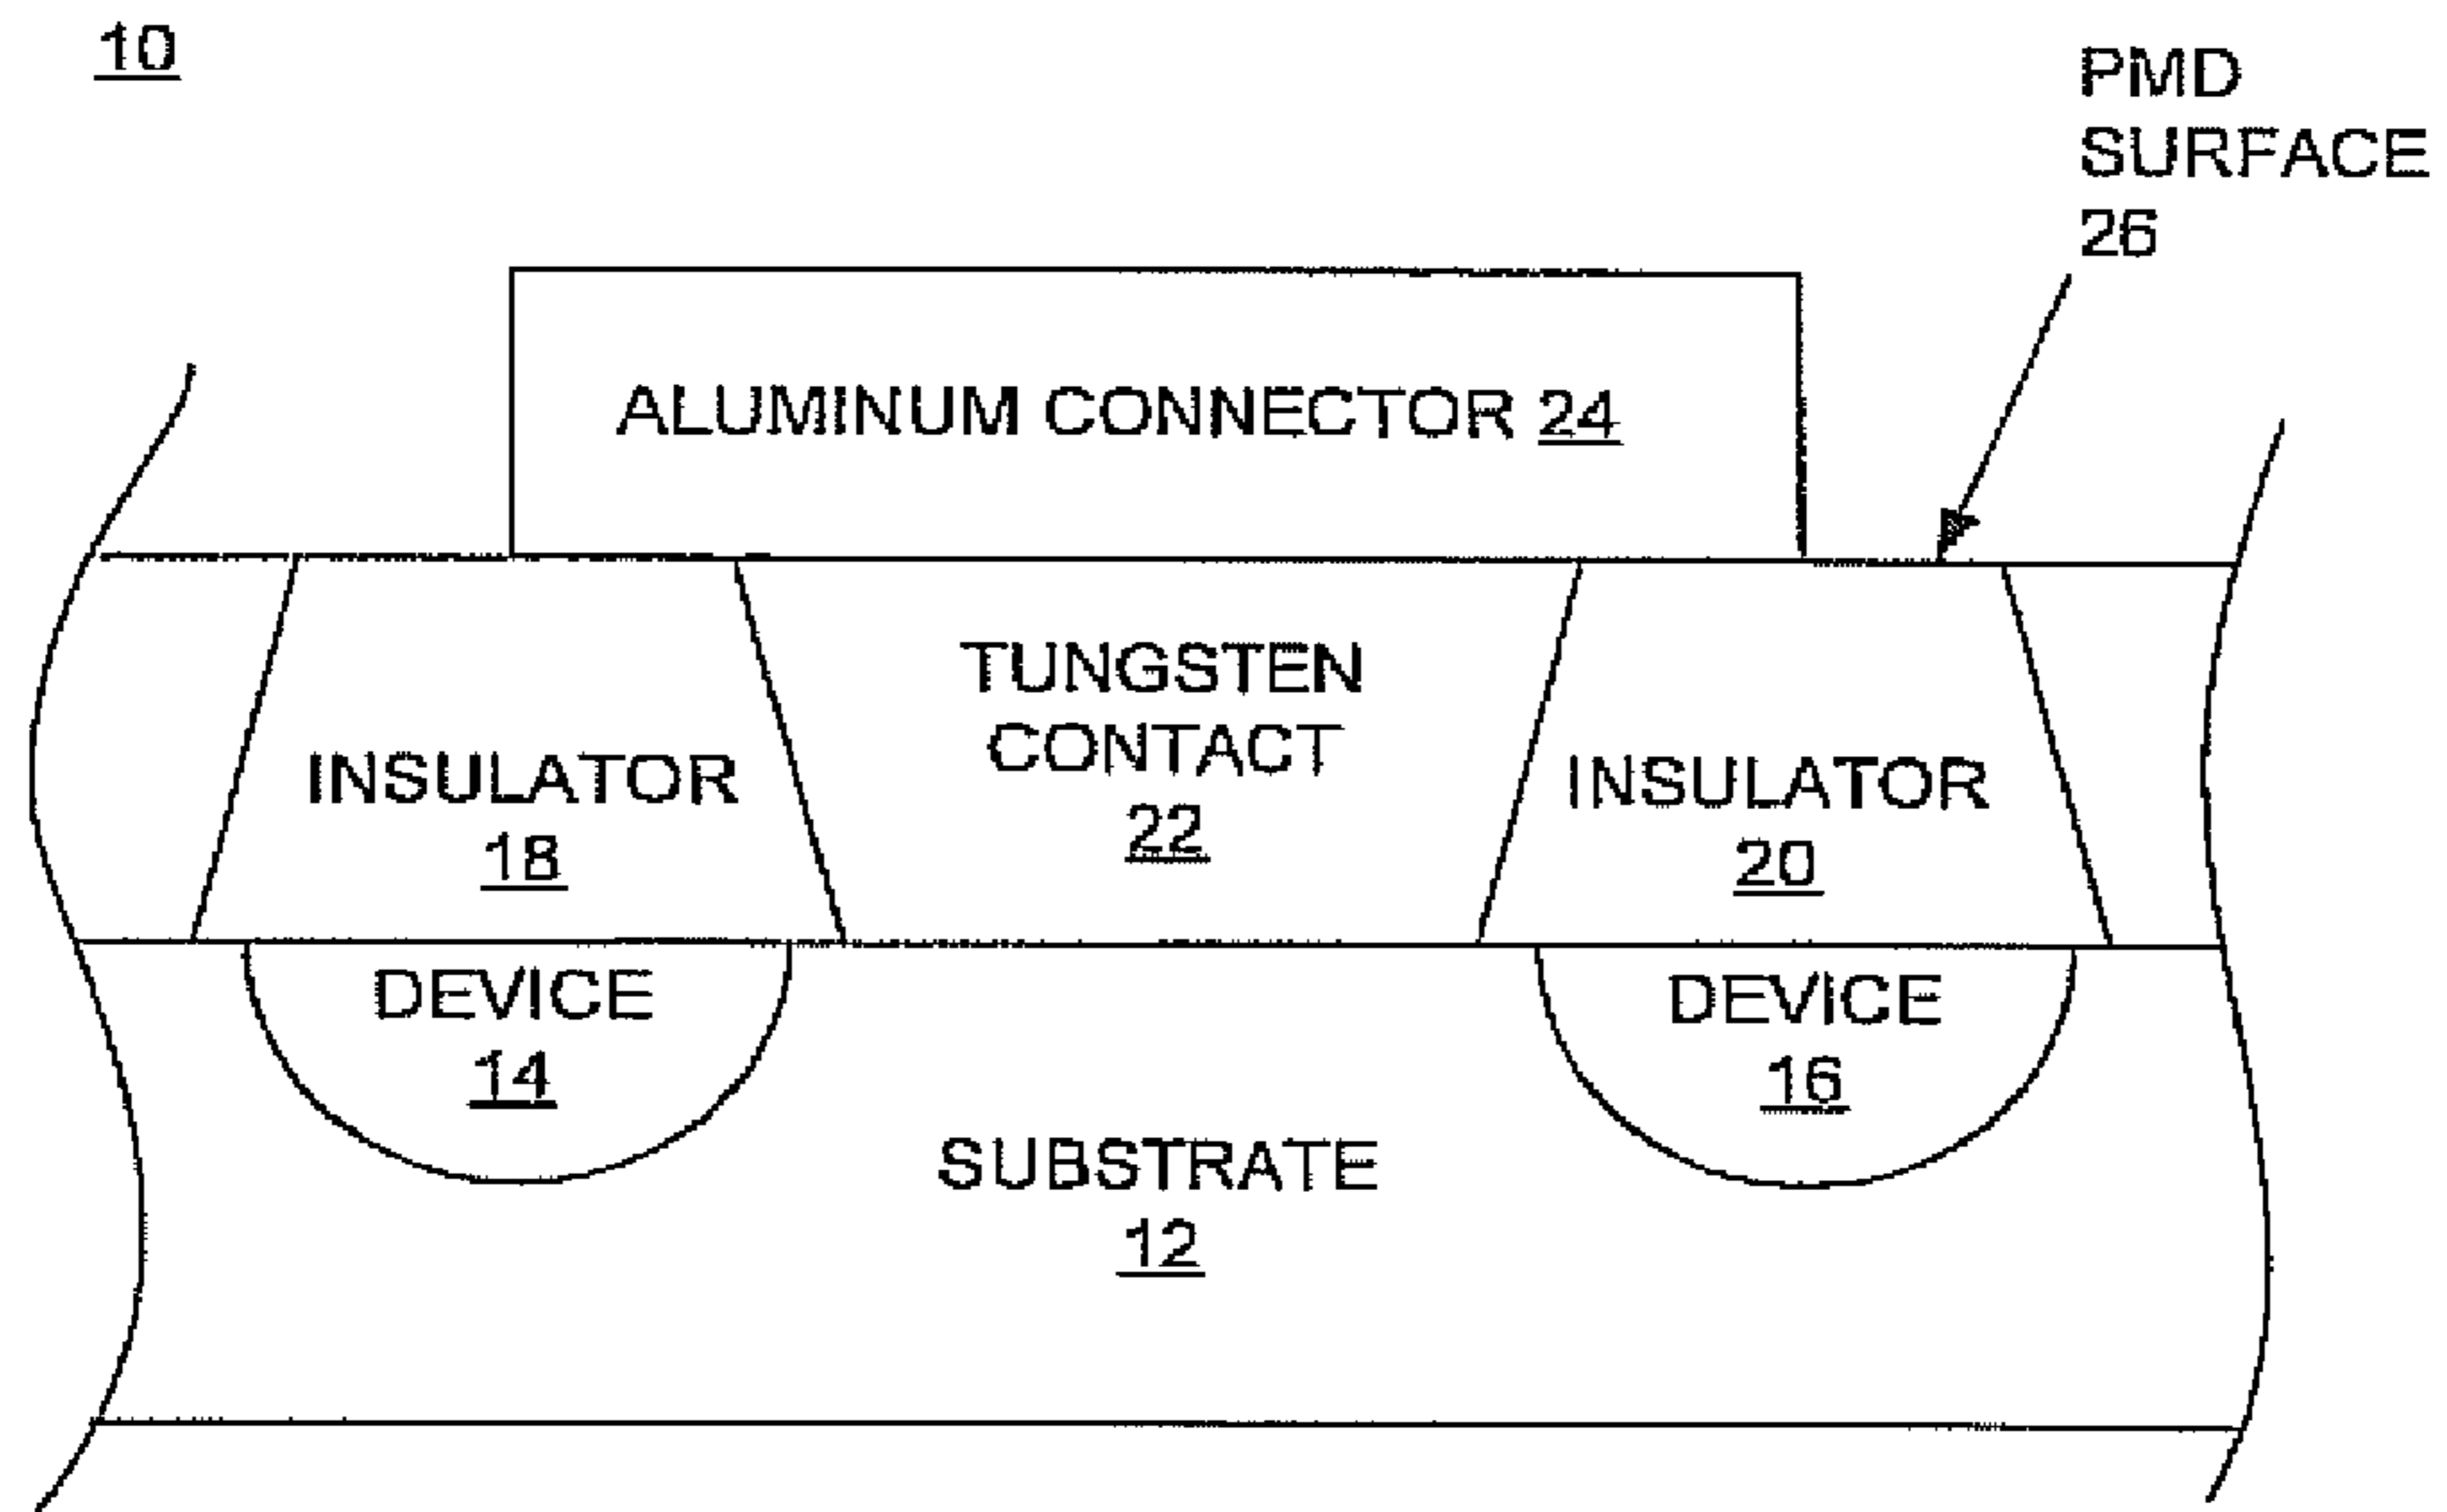 10
PMD
SURFACE
26
ALUMINUM CONNECTOR 24
TUNGSTEN
CONTACT
22
INSULATOR
18
INSULATOR
20
DEVICE
14
DEVICE
16
SUBSTRATE
12